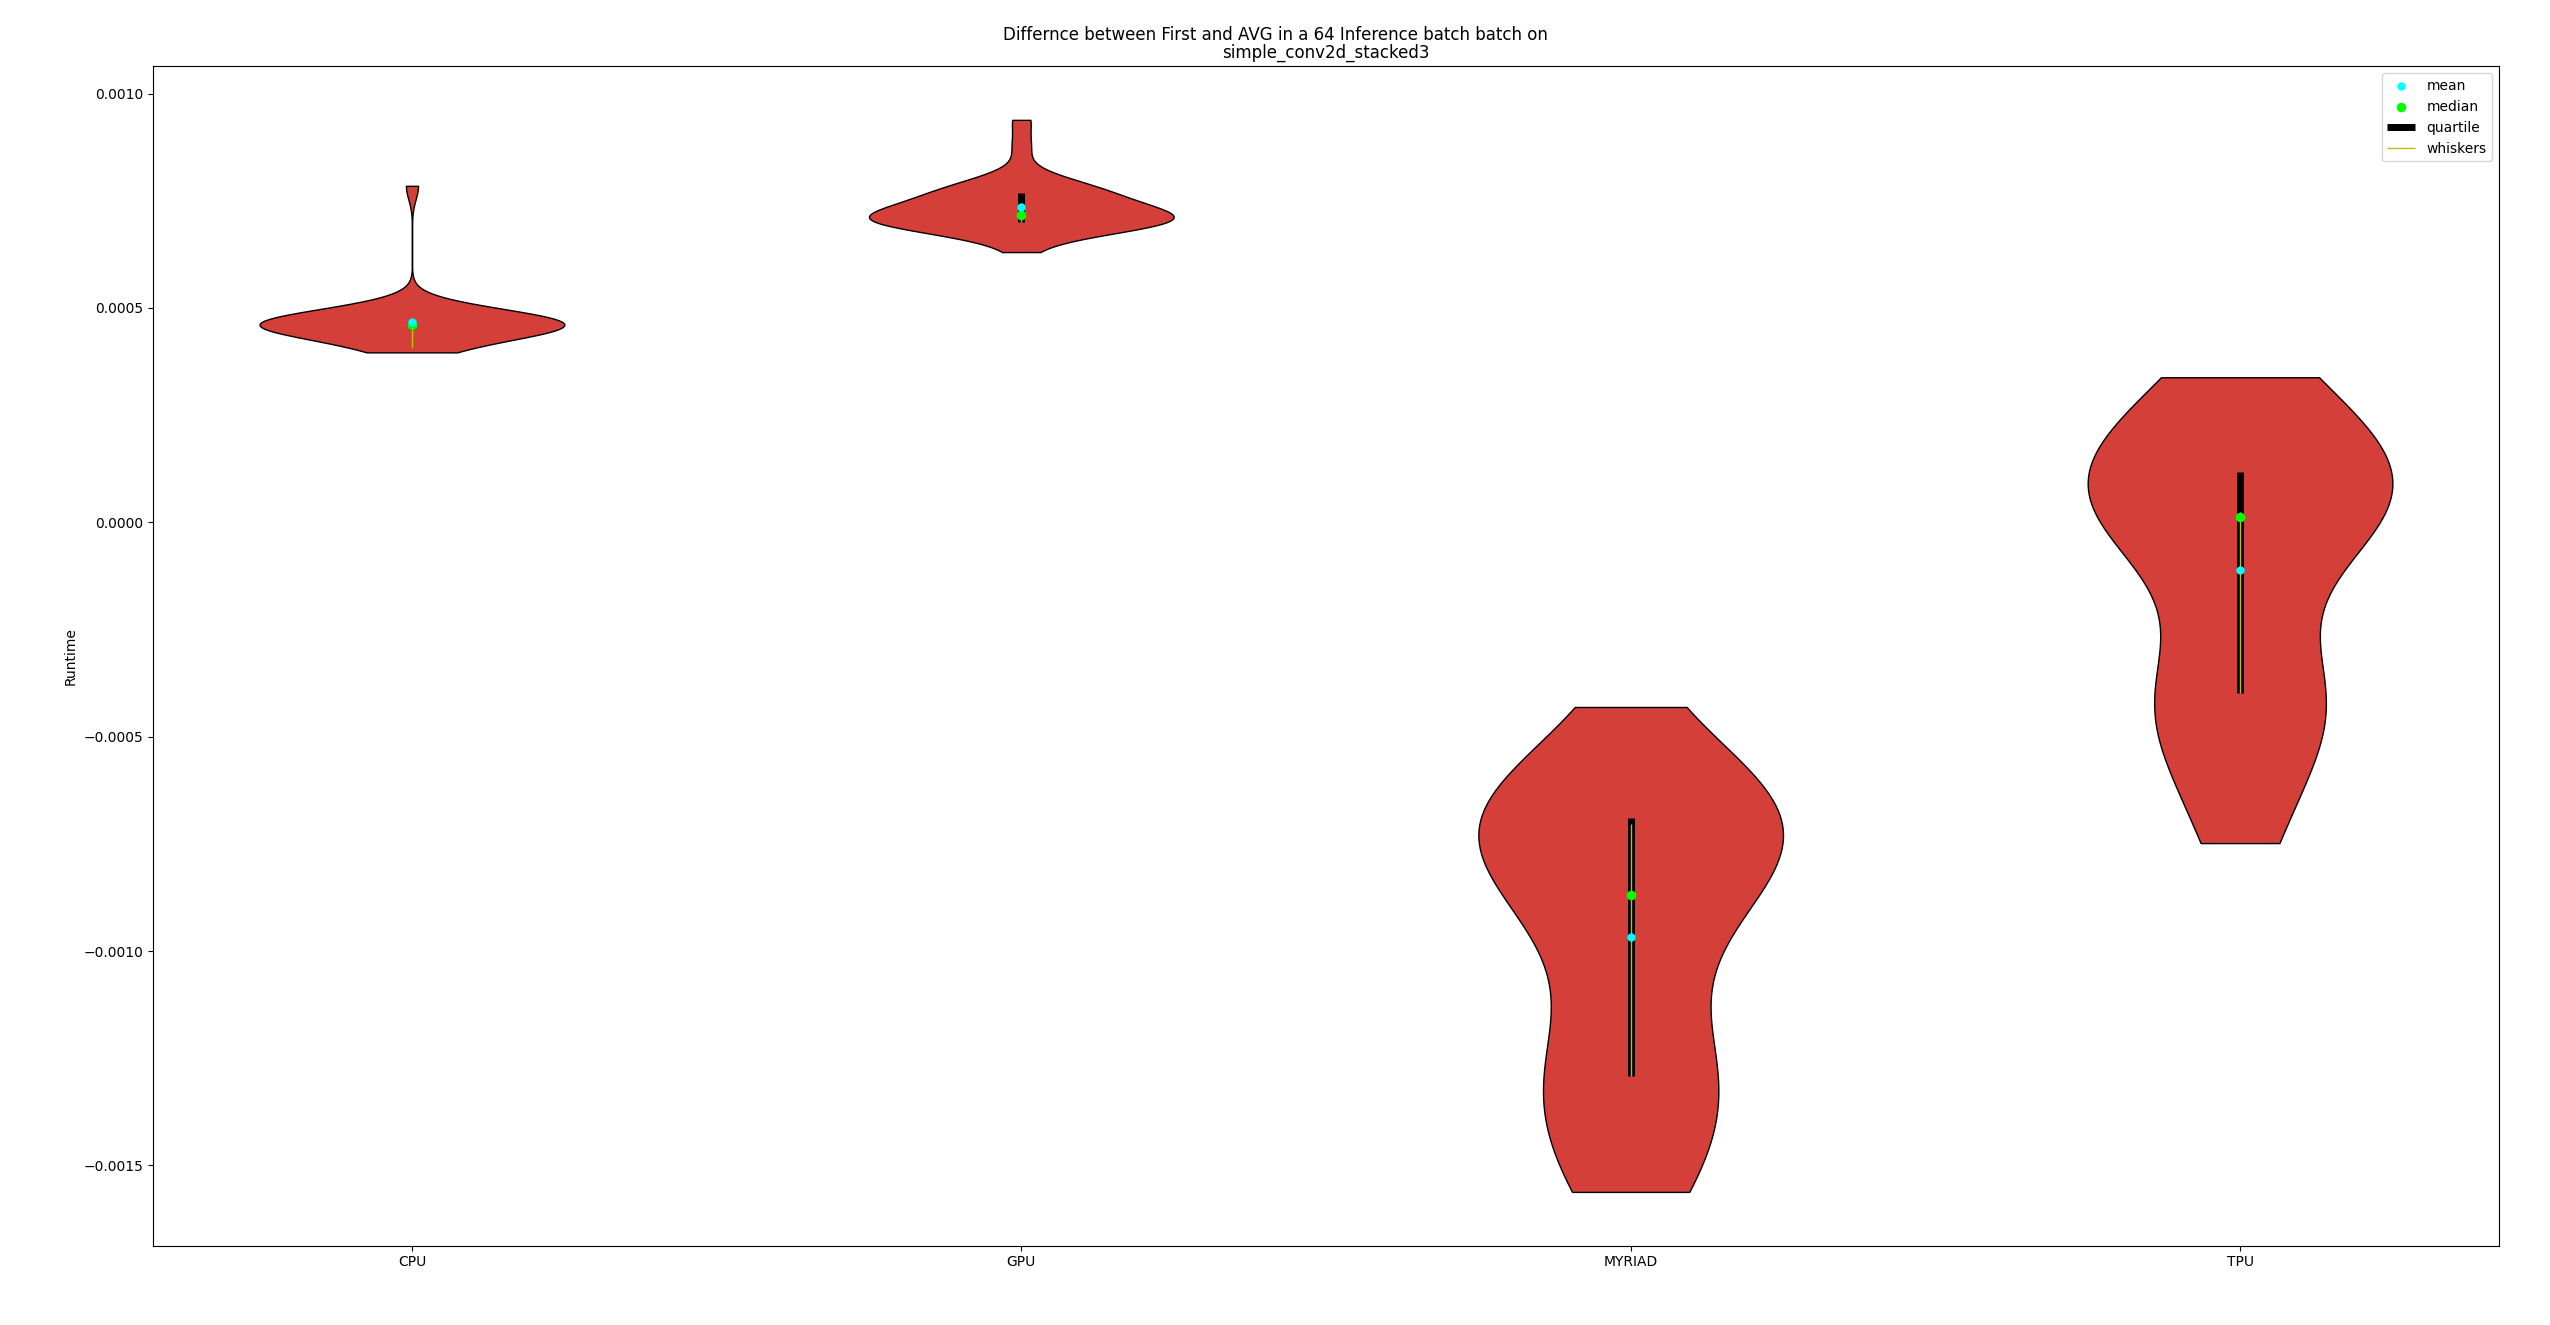 Differnce between First and AVG in a 64 Inference batch batch on
simple_conv2d_stacked3
mean
median
quartile
whiskers
0.0010
0.0005
0.0000
−0.0005
−0.0010
−0.0015
Runtime
CPU
GPU
MYRIAD
TPU